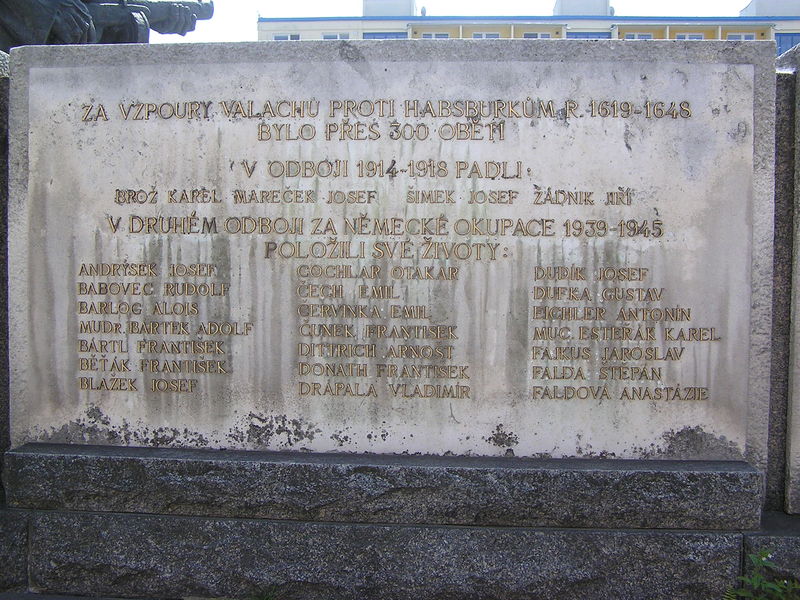 ZA VZPOURY VALACHŮ PROTI HABSBURKŮM R. 1619-1648
BYLO PŘES 300 OBĚTÍ
V ODBOJI 1914-1918 PADLI:
BROŽ KAREL MAREČEK JOSEF ŠIMEK JOSEF ŽÁDNÍK JIŘÍ
V DRUHÉM ODBOJI ZA NĚMECKÉ OKUPACE 1939-1945
POLOŽILI SVÉ ŽIVOTY:
ANDRÝSEK JOSEF COCHLAR OTAKAR DUDÍK JOSEF
BABOVEC RUDOLF ČECH EMIL DUFKA GUSTAV
BARLOG ALOIS ČERVINKA EMIL EICHLER ANTONÍN
MUDr. BARTEK ADOLF ČUNEK FRANTIŠEK MUC. ESTERÁK KAREL
BÁRTL FRANTIŠEK DITTRICH ARNOŠT FAJKUS JAROSLAV
BĚŤÁK FRANTIŠEK DONATH FRANTIŠEK FALDA ŠTĚPÁN
BLAŽEK JOSEF DRÁPALA VLADIMÍR FALDOVÁ ANASTÁZIE